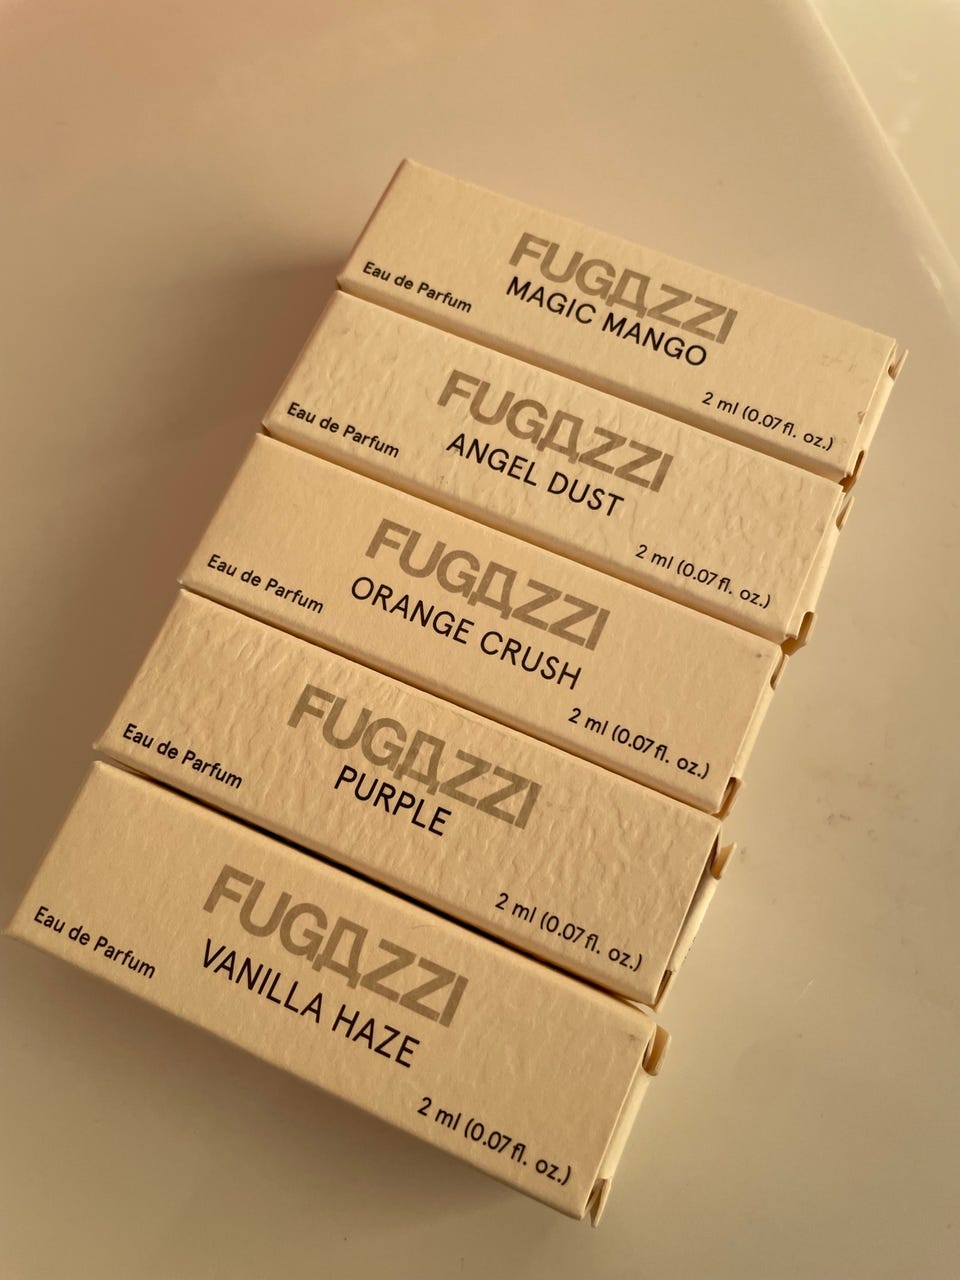 FUGAZZI
MAGIC MANGO
Eau de Parfum
2 ml (0.07 fl. oz.)
FUGAZZI
ANGEL DUST
Eau de Parfum
2 ml (0.07 fl. oz.)
FUGAZZI
ORANGE CRUSH
Eau de Parfum
2 ml (0.07 fl. oz.)
FUGAZZI
PURPLE
Eau de Parfum
2 ml (0.07 fl. oz.)
FUGAZZI
VANILLA HAZE
Eau de Parfum
2 ml (0.07 fl. oz.)